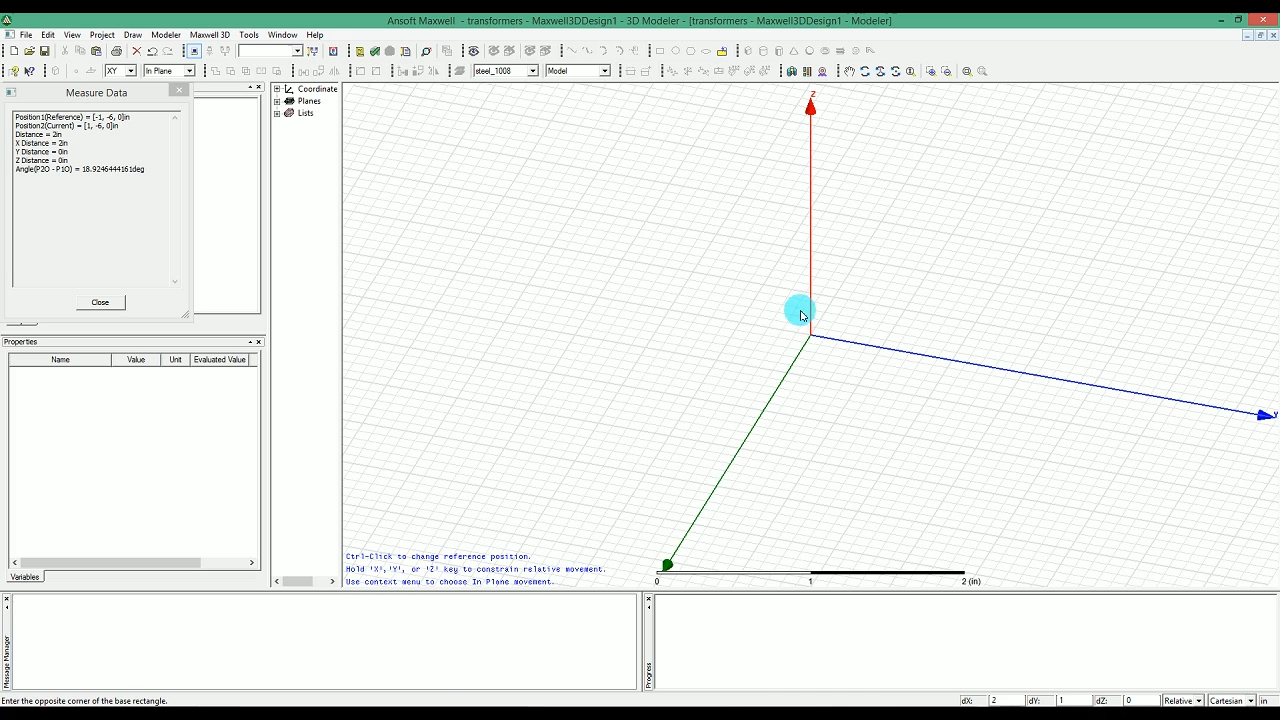 Ansoft Maxwell - transformers - Maxwell3DDesign1 - 3D Modeler - [transformers - Maxwell3DDesign1 - Modeler]
File Edit View Project Draw Modeler Maxwell 3D Tools Window Help
XY In Plane steel_1008 Model
Measure Data
Position1(Reference) = [-1, -6, 0]in
Position2(Current) = [1, -6, 0]in
Distance = 2in
X Distance = 2in
Y Distance = 0in
Z Distance = 0in
Angle(P2O - P1O) = 18.9246444161deg
Close
Coordinate
Planes
Lists
Properties
Name Value Unit Evaluated Value
Variables
Z
Y
Ctrl-Click to change reference position.
Hold 'X','Y', or 'Z' key to constrain relative movement.
Use context menu to choose In Plane movement.
0 1 2 (in)
Message Manager
Progress
Enter the opposite corner of the base rectangle.
dX: 2 dY: 1 dZ: 0 Relative Cartesian in